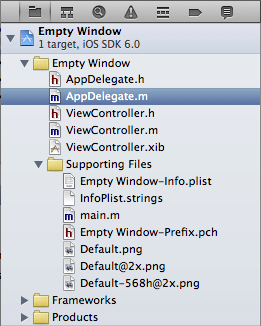 Empty Window
1 target, iOS SDK 6.0
Empty Window
h AppDelegate.h
m AppDelegate.m
h ViewController.h
m ViewController.m
ViewController.xib
Supporting Files
Empty Window-Info.plist
InfoPlist.strings
m main.m
h Empty Window-Prefix.pch
Default.png
Default@2x.png
Default-568h@2x.png
Frameworks
Products